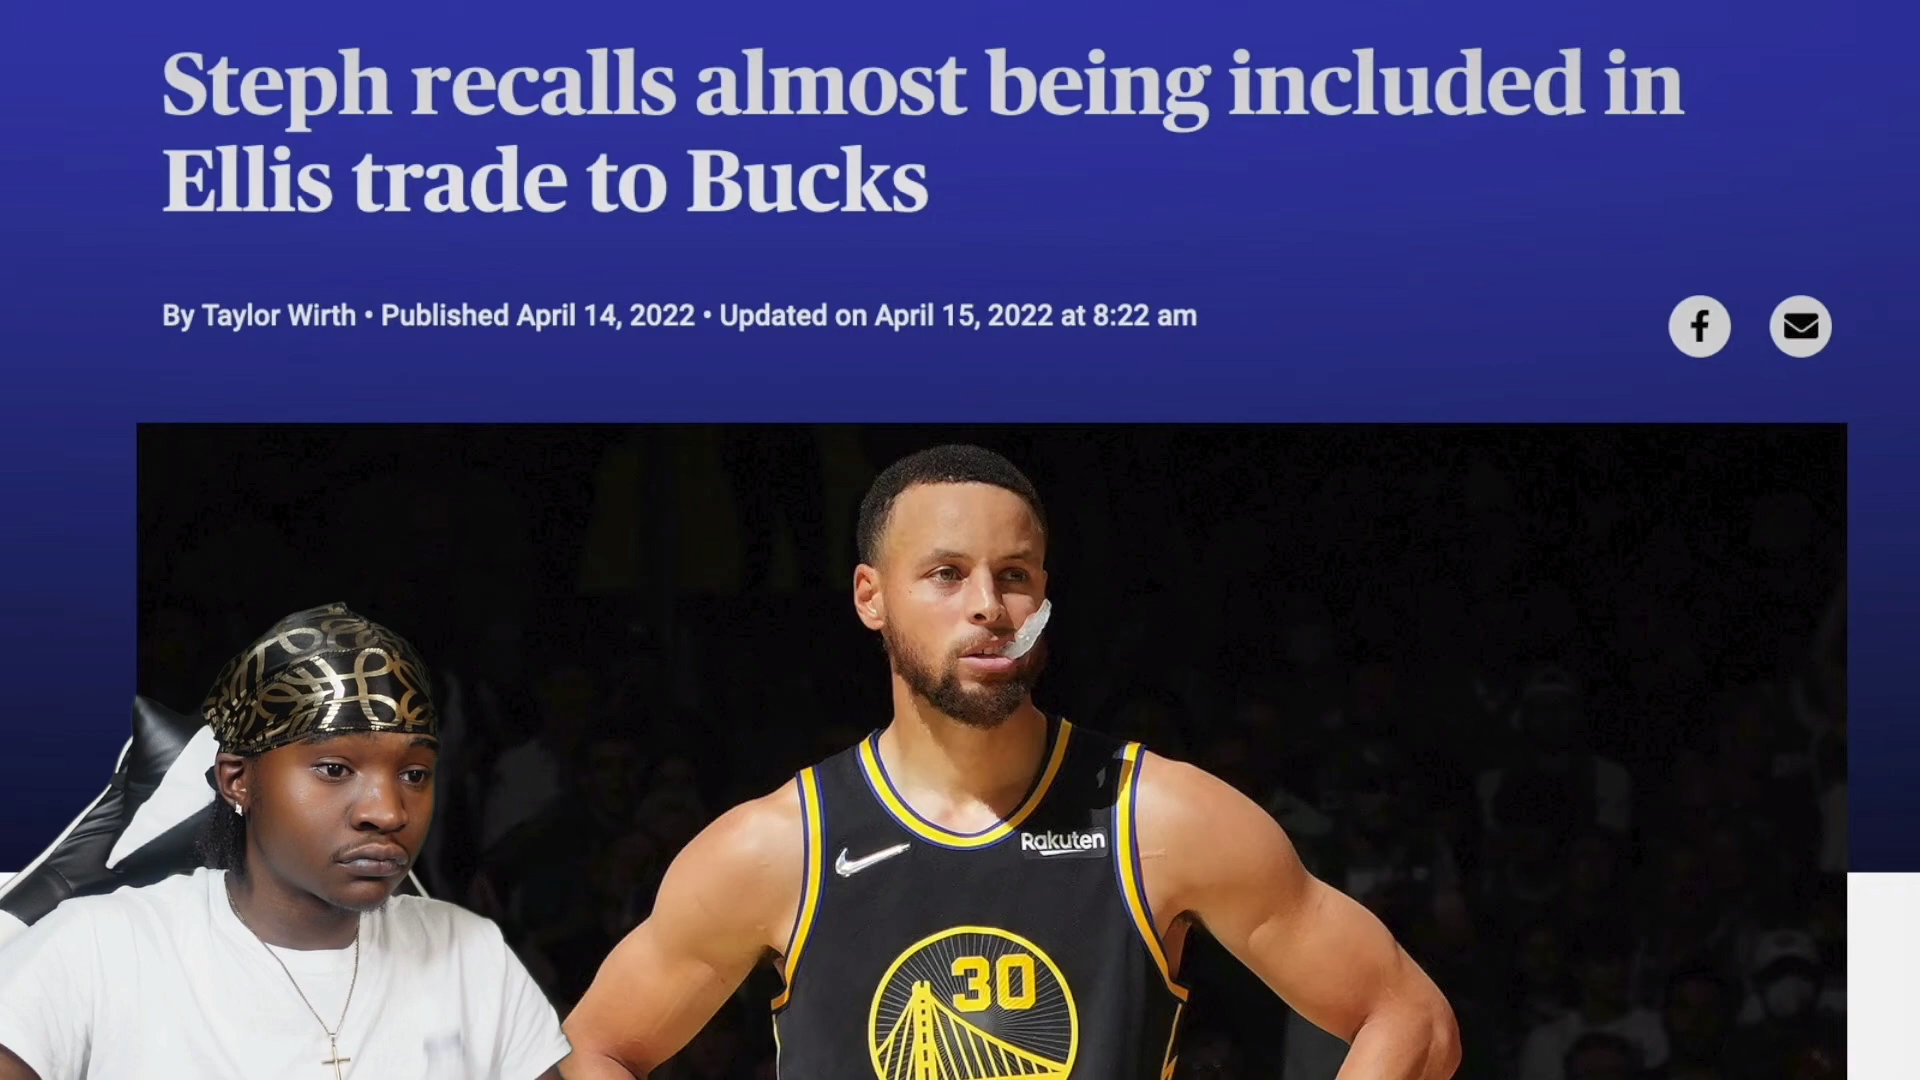 Steph recalls almost being included in
Ellis trade to Bucks
By Taylor Wirth • Published April 14, 2022 • Updated on April 15, 2022 at 8:22 am
Rakuten
30